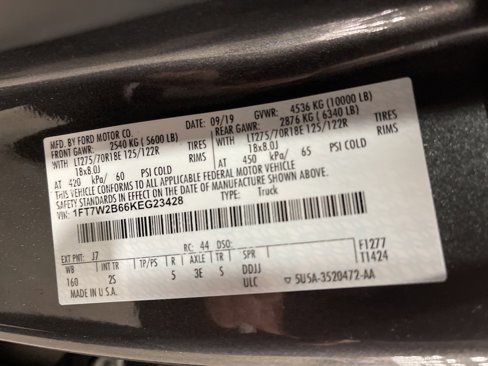 MFD. BY FORD MOTOR CO.
DATE: 09/19 GVWR: 4536 KG (10000 LB)
FRONT GAWR: 2540 KG (5600 LB) REAR GAWR: 2876 KG (6340 LB)
LT275/70R18E 125/122R TIRES LT275/70R18E 125/122R TIRES
18x8.0J RIMS 18x8.0J RIMS
AT 420 kPa/ 60 PSI COLD AT 450 kPa/ 65 PSI COLD
THIS VEHICLE CONFORMS TO ALL APPLICABLE FEDERAL MOTOR VEHICLE
SAFETY STANDARDS IN EFFECT ON THE DATE OF MANUFACTURE SHOWN ABOVE.
VIN: 1FT7W2B66KEG23428 TYPE: Truck
EXT PNT: J7 RC: 44 DSO:
WB INT TR TP/PS R AXLE TR SPR F1277
160 2S 5 3E S DDJJ T1424
MADE IN U.S.A. ULC 5U5A-3520472-AA